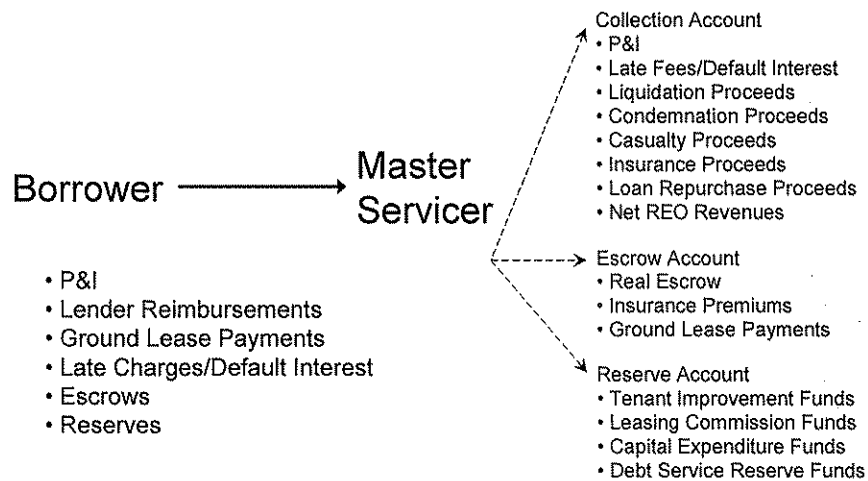 Borrower
• P&I
• Lender Reimbursements
• Ground Lease Payments
• Late Charges/Default Interest
• Escrows
• Reserves
Master
Servicer
Collection Account
• P&I
• Late Fees/Default Interest
• Liquidation Proceeds
• Condemnation Proceeds
• Casualty Proceeds
• Insurance Proceeds
• Loan Repurchase Proceeds
• Net REO Revenues
Escrow Account
• Real Escrow
• Insurance Premiums
• Ground Lease Payments
Reserve Account
• Tenant Improvement Funds
• Leasing Commission Funds
• Capital Expenditure Funds
• Debt Service Reserve Funds